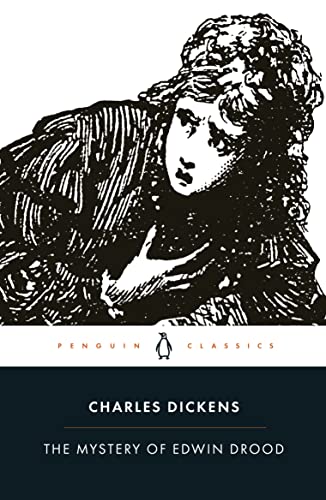 PENGUIN CLASSICS
CHARLES DICKENS
THE MYSTERY OF EDWIN DROOD